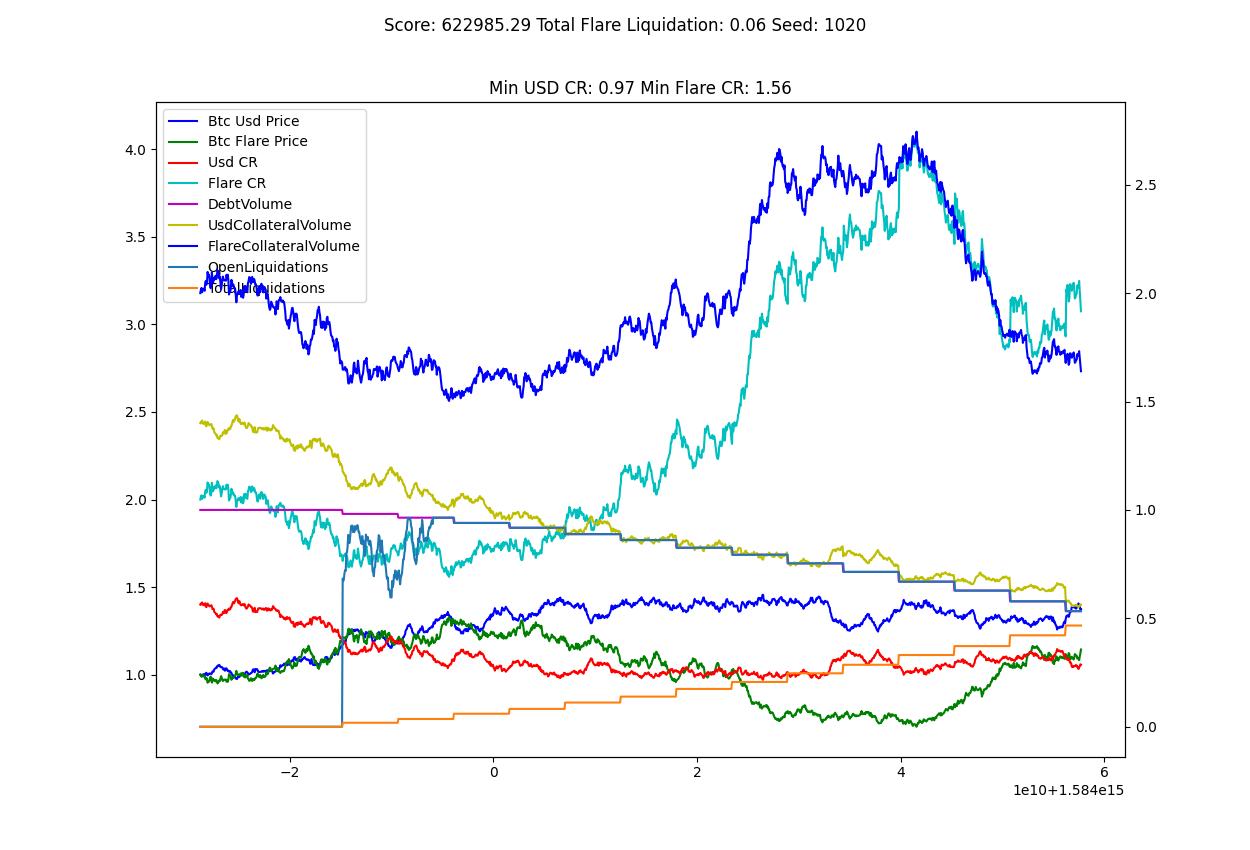 Score: 622985.29 Total Flare Liquidation: 0.06 Seed: 1020
Min USD CR: 0.97 Min Flare CR: 1.56
Btc Usd Price
Btc Flare Price
Usd CR
Flare CR
DebtVolume
UsdCollateralVolume
FlareCollateralVolume
OpenLiquidations
TotalLiquidations
4.0
3.5
3.0
2.5
2.0
1.5
1.0
2.5
2.0
1.5
1.0
0.5
0.0
−2
0
2
4
6
1e10+1.584e15